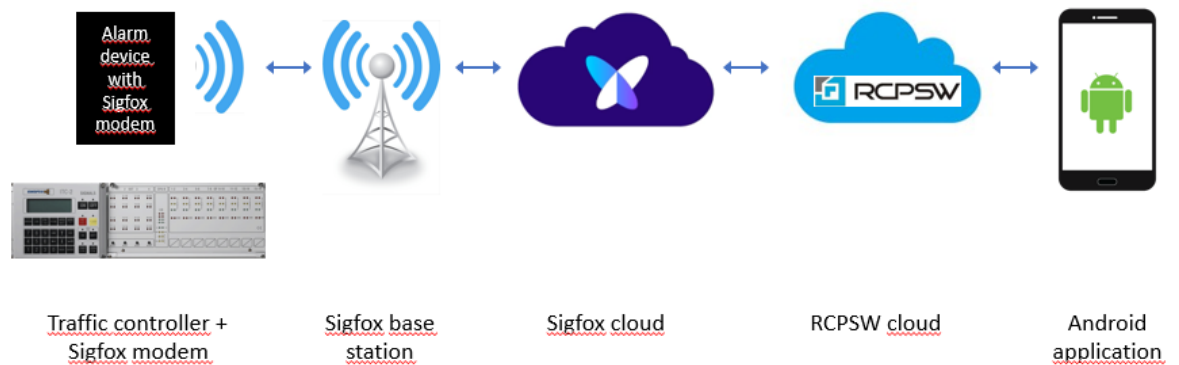 Alarm
device
with
Sigfox
modem
RCPSW
Traffic controller +
Sigfox modem
Sigfox base
station
Sigfox cloud
RCPSW cloud
Android
application